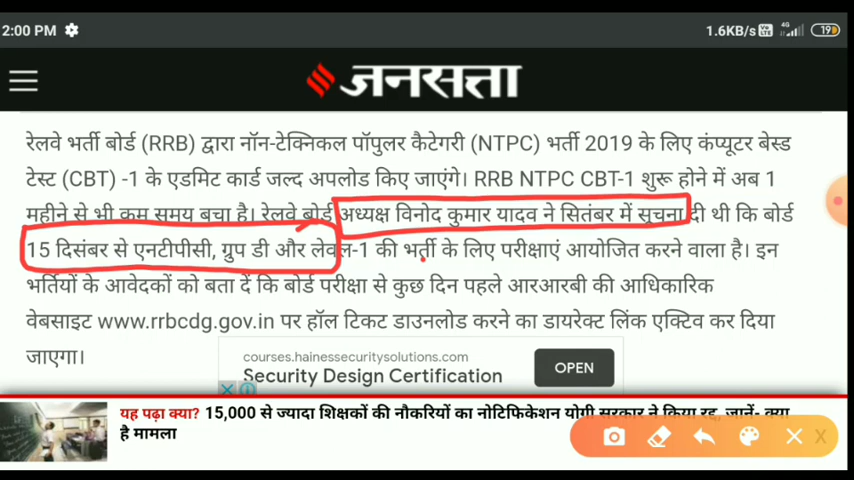 2:00 PM
1.6KB/s VoLTE 4G 19
जनसत्ता
रेलवे भर्ती बोर्ड (RRB) द्वारा नॉन-टेक्निकल पॉपुलर कैटेगरी (NTPC) भर्ती 2019 के लिए कंप्यूटर बेस्ड
टेस्ट (CBT) -1 के एडमिट कार्ड जल्द अपलोड किए जाएंगे। RRB NTPC CBT-1 शुरू होने में अब 1
महीने से भी कम समय बचा है। रेलवे बोर्ड अध्यक्ष विनोद कुमार यादव ने सितंबर में सूचना दी थी कि बोर्ड
15 दिसंबर से एनटीपीसी, ग्रुप डी और लेवल-1 की भर्ती के लिए परीक्षाएं आयोजित करने वाला है। इन
भर्तियों के आवेदकों को बता दें कि बोर्ड परीक्षा से कुछ दिन पहले आरआरबी की आधिकारिक
वेबसाइट www.rrbcdg.gov.in पर हॉल टिकट डाउनलोड करने का डायरेक्ट लिंक एक्टिव कर दिया
जाएगा।
courses.hainessecuritysolutions.com
Security Design Certification
OPEN
यह पढ़ा क्या? 15,000 से ज्यादा शिक्षकों की नौकरियों का नोटिफिकेशन योगी सरकार ने किया रद्द, जानें- क्या
है मामला
X